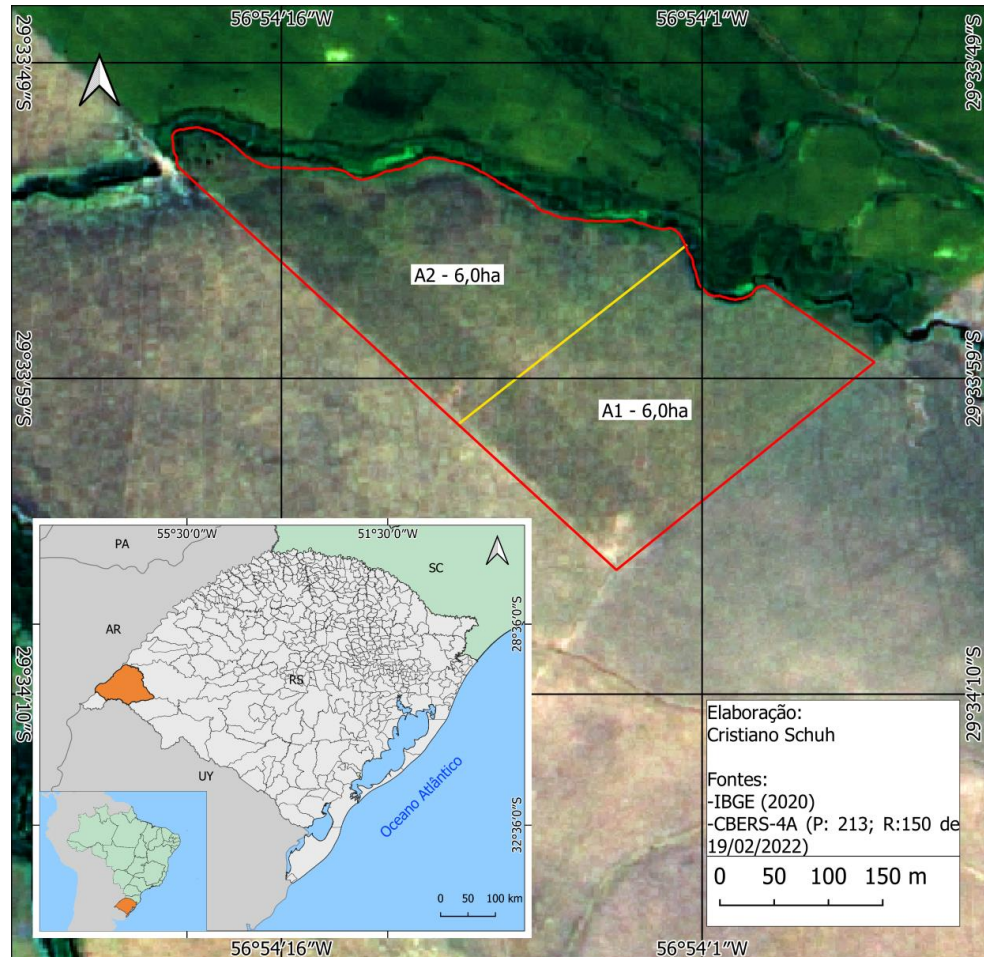 56°54′16″W
56°54′1″W
29°33′49″S
29°33′49″S
A2 - 6,0ha
29°33′59″S
29°33′59″S
A1 - 6,0ha
55°30′0″W
51°30′0″W
PA
SC
AR
28°36′0″S
RS
29°34′10″S
29°34′10″S
UY
Oceano Atlântico
32°36′0″S
0 50 100 km
Elaboração:
Cristiano Schuh
Fontes:
-IBGE (2020)
-CBERS-4A (P: 213; R:150 de
19/02/2022)
0 50 100 150 m
56°54′16″W
56°54′1″W